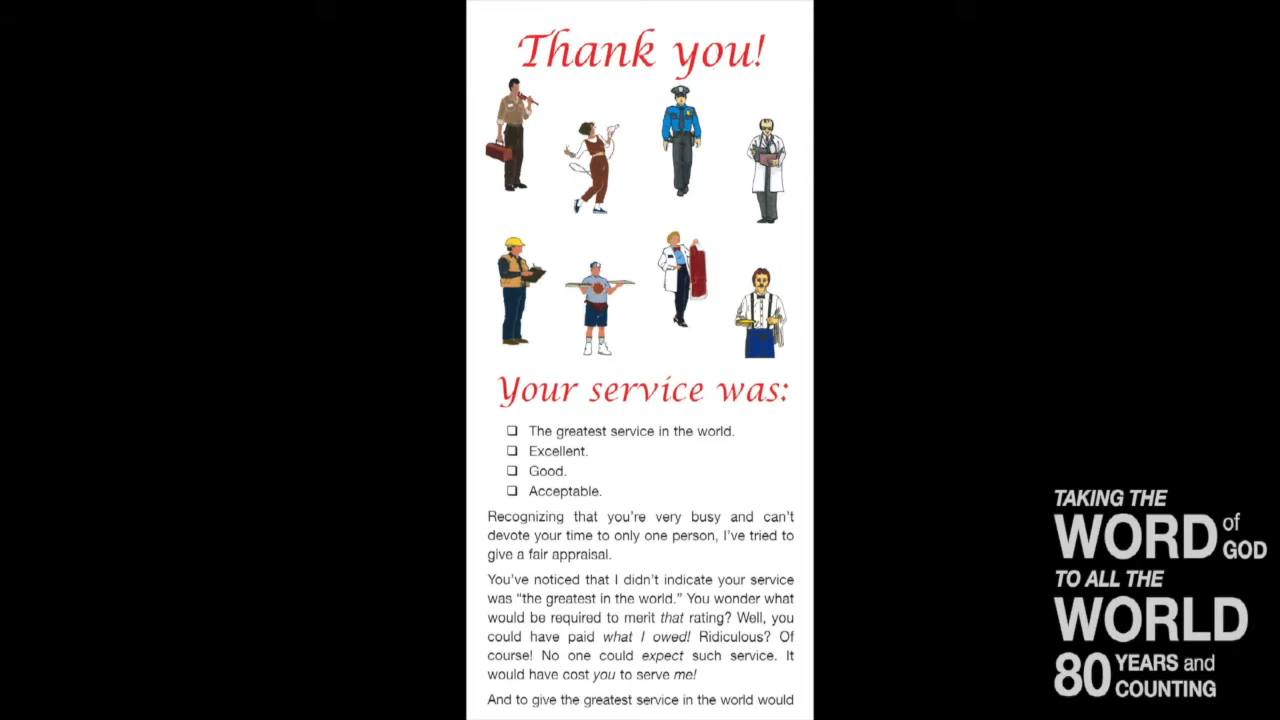 Thank you!
Your service was:
❑ The greatest service in the world.
❑ Excellent.
❑ Good.
❑ Acceptable.
Recognizing that you’re very busy and can’t
devote your time to only one person, I’ve tried to
give a fair appraisal.
You’ve noticed that I didn’t indicate your service
was “the greatest in the world.” You wonder what
would be required to merit that rating? Well, you
could have paid what I owed! Ridiculous? Of
course! No one could expect such service. It
would have cost you to serve me!
And to give the greatest service in the world would
TAKING THE
WORD of GOD
TO ALL THE
WORLD
80 YEARS and
COUNTING